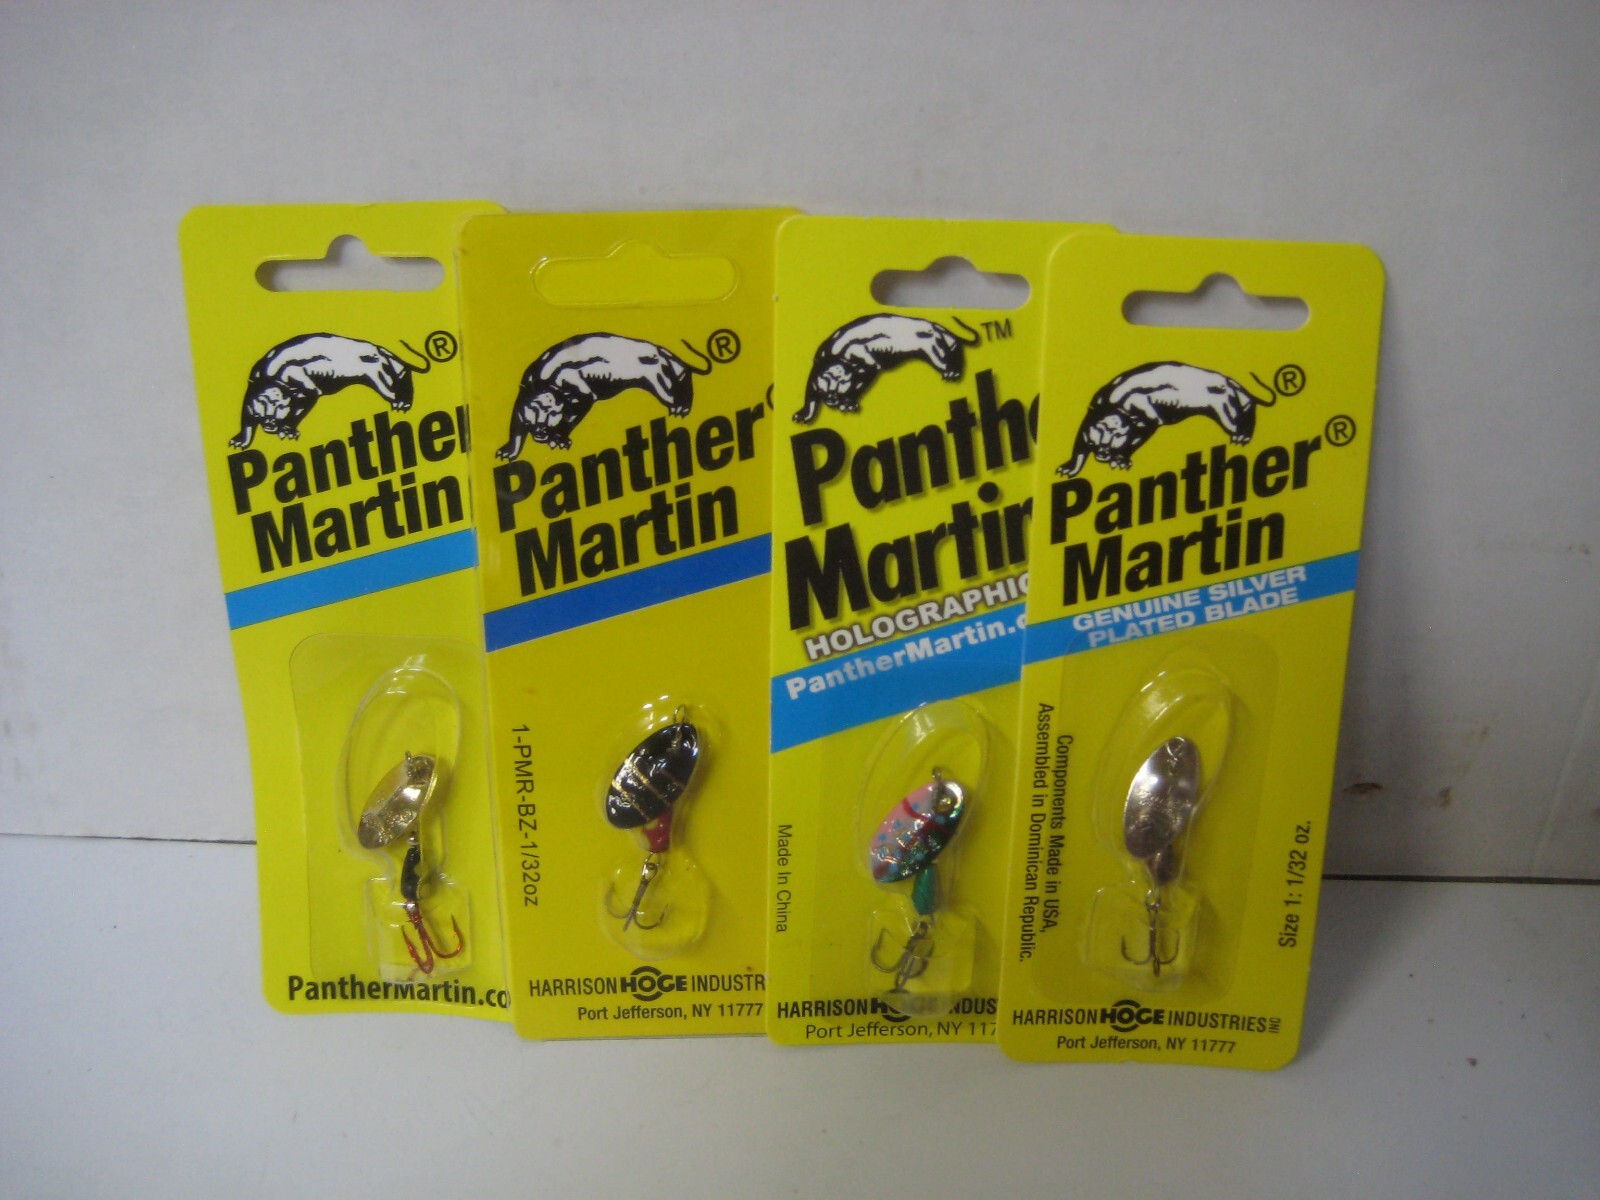 ®
Panther
Martin
PantherMartin.co
®
Panther
Martin
1-PMR-BZ-1/32oz
HARRISON HOGE INDUSTR
Port Jefferson, NY 11777
TM
Panthe
Martin
HOLOGRAPHIC
PantherMartin.c
Made In China
HARRISON HOGE INDUS
Port Jefferson, NY 117
®
Panther®
Martin
GENUINE SILVER
PLATED BLADE
Components Made in USA,
Assembled in Dominican Republic.
Size 1: 1/32 oz.
HARRISON HOGE INDUSTRIES INC
Port Jefferson, NY 11777